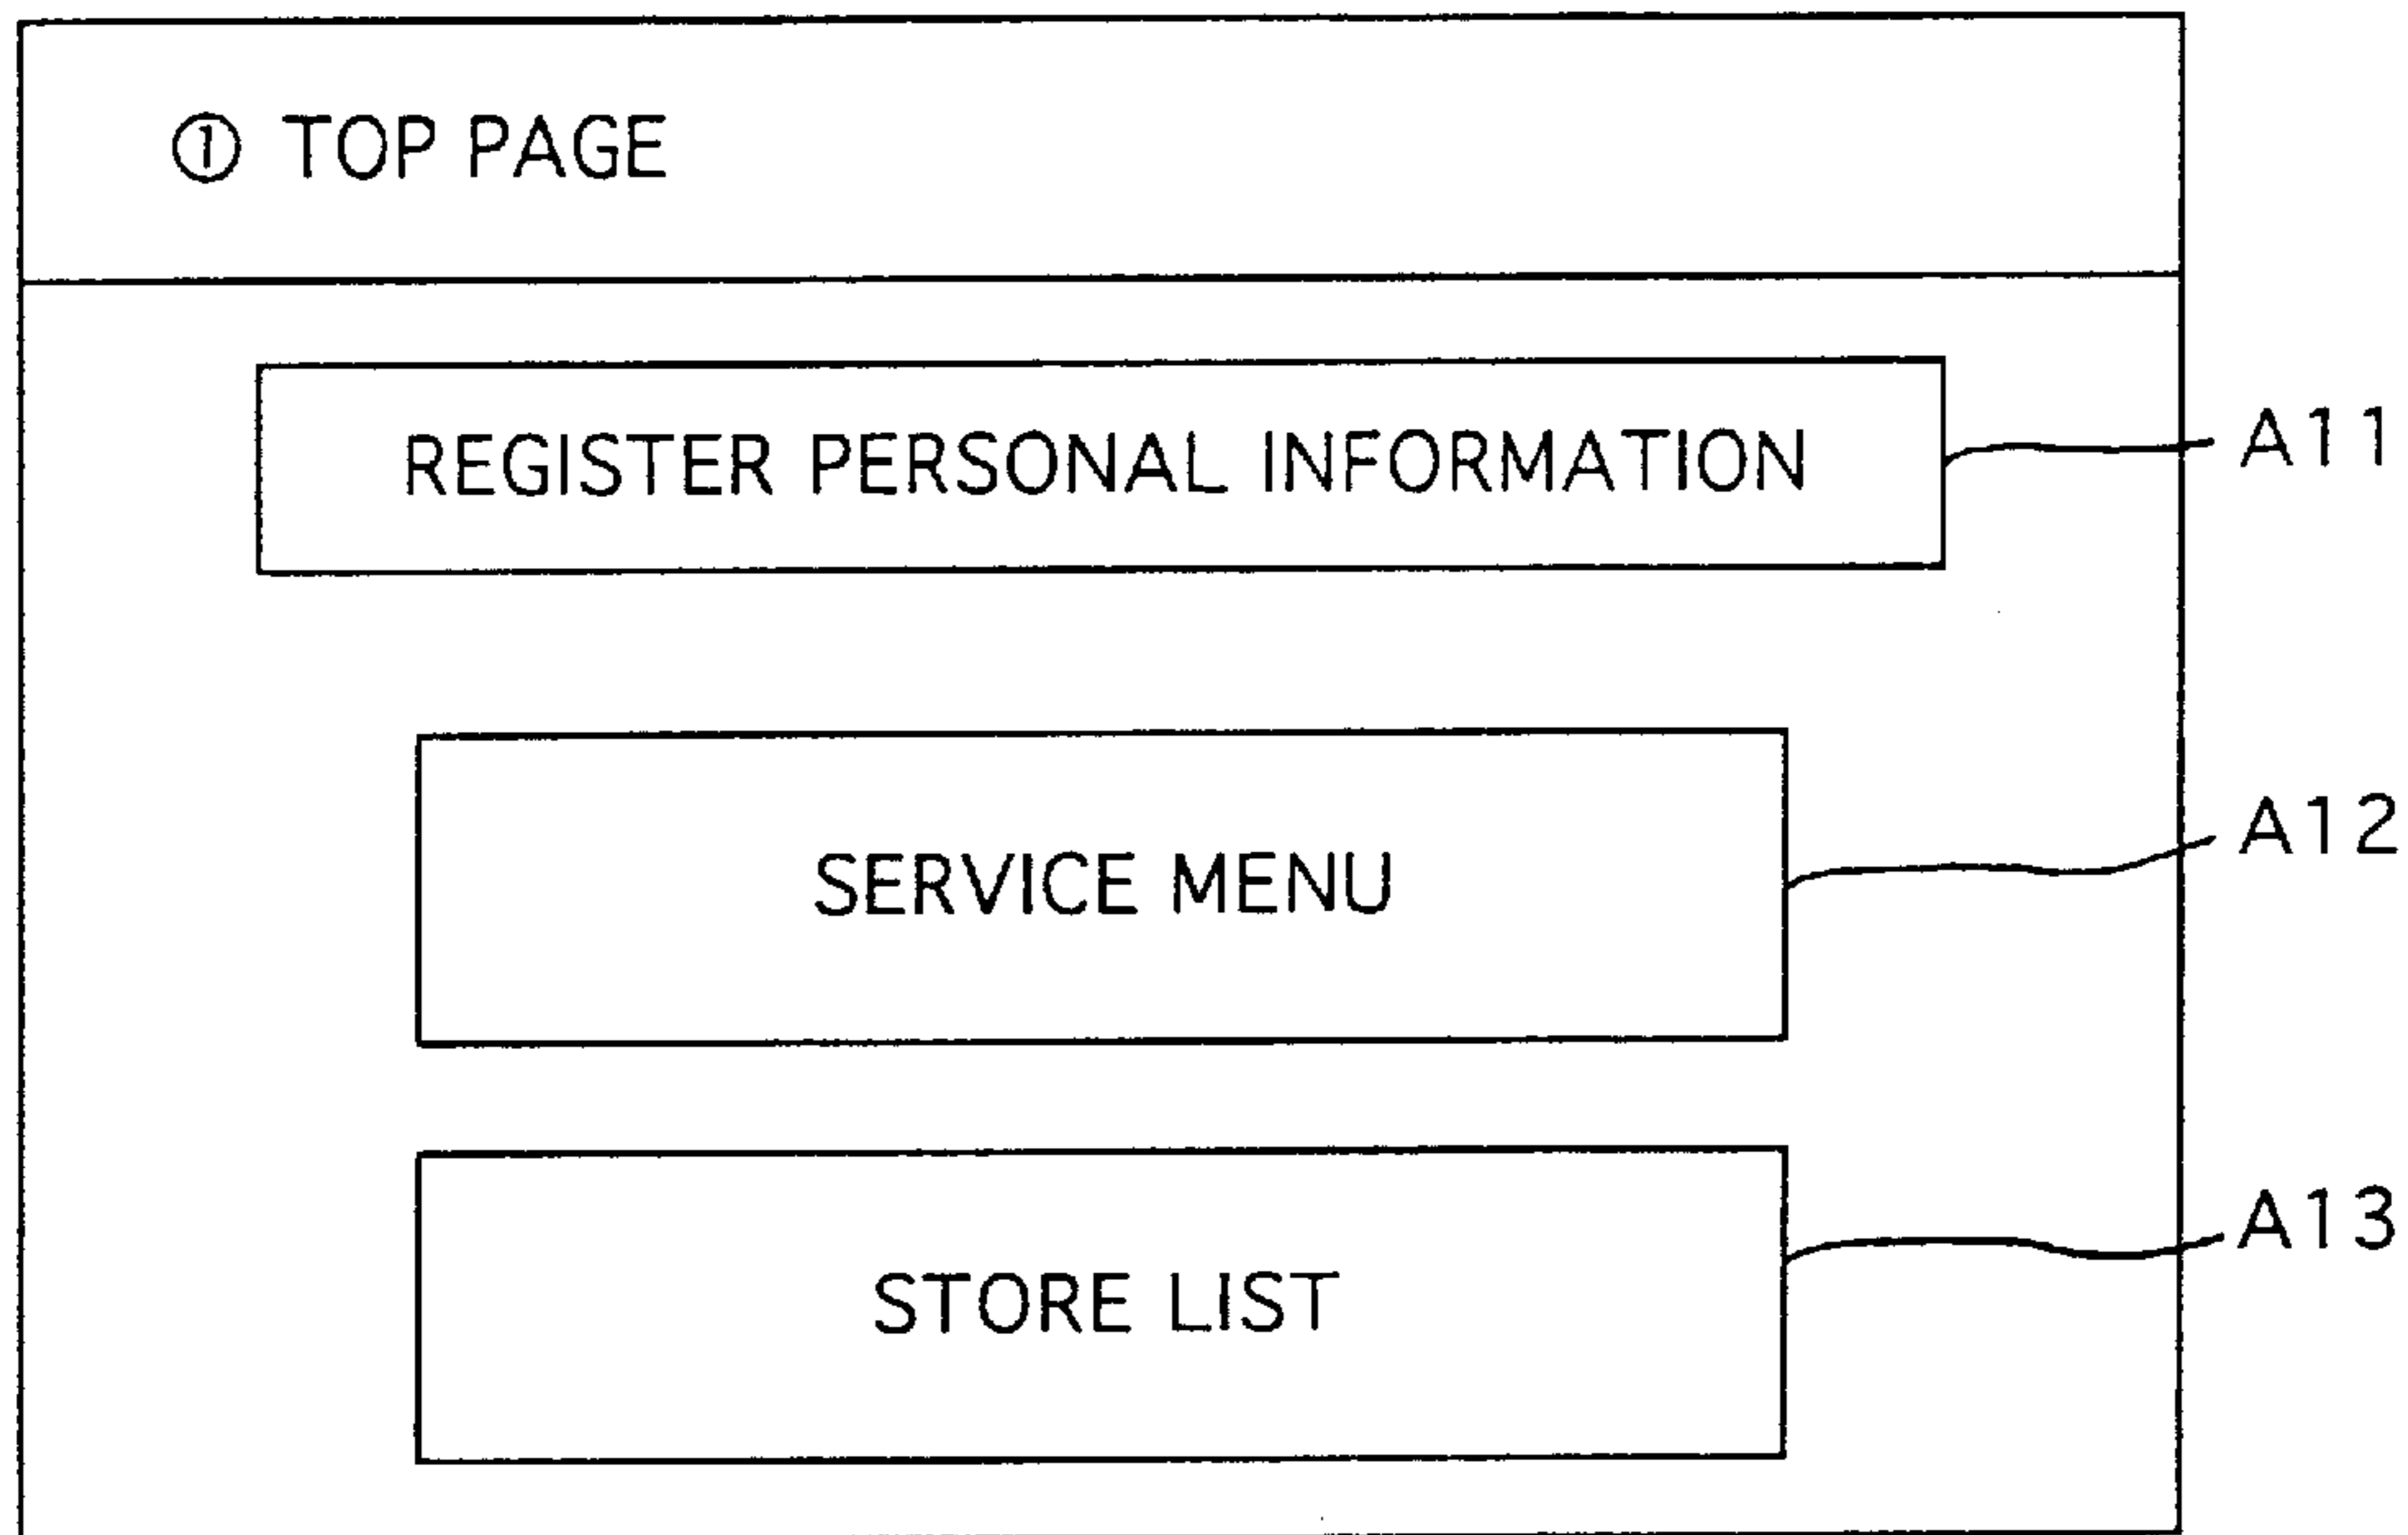 ① TOP PAGE
REGISTER PERSONAL INFORMATION
A11
SERVICE MENU
A12
STORE LIST
A13